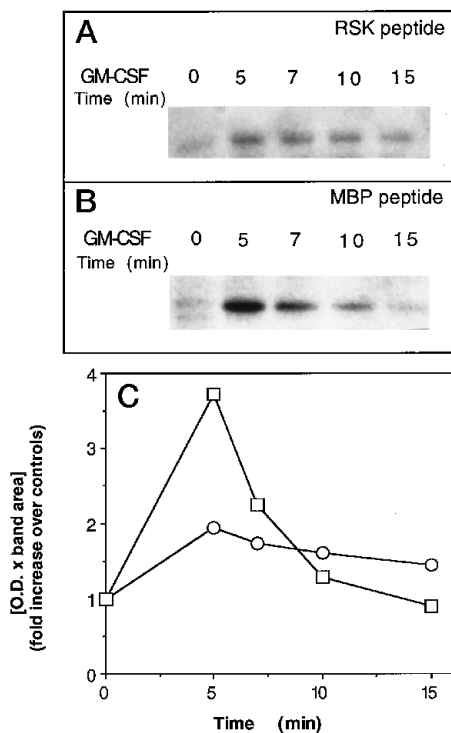 A RSK peptide
GM-CSF 0 5 7 10 15
Time (min)
B MBP peptide
GM-CSF 0 5 7 10 15
Time (min)
C
[O.D. x band area]
(fold increase over controls)
4
3
2
1
0
0 5 10 15
Time (min)